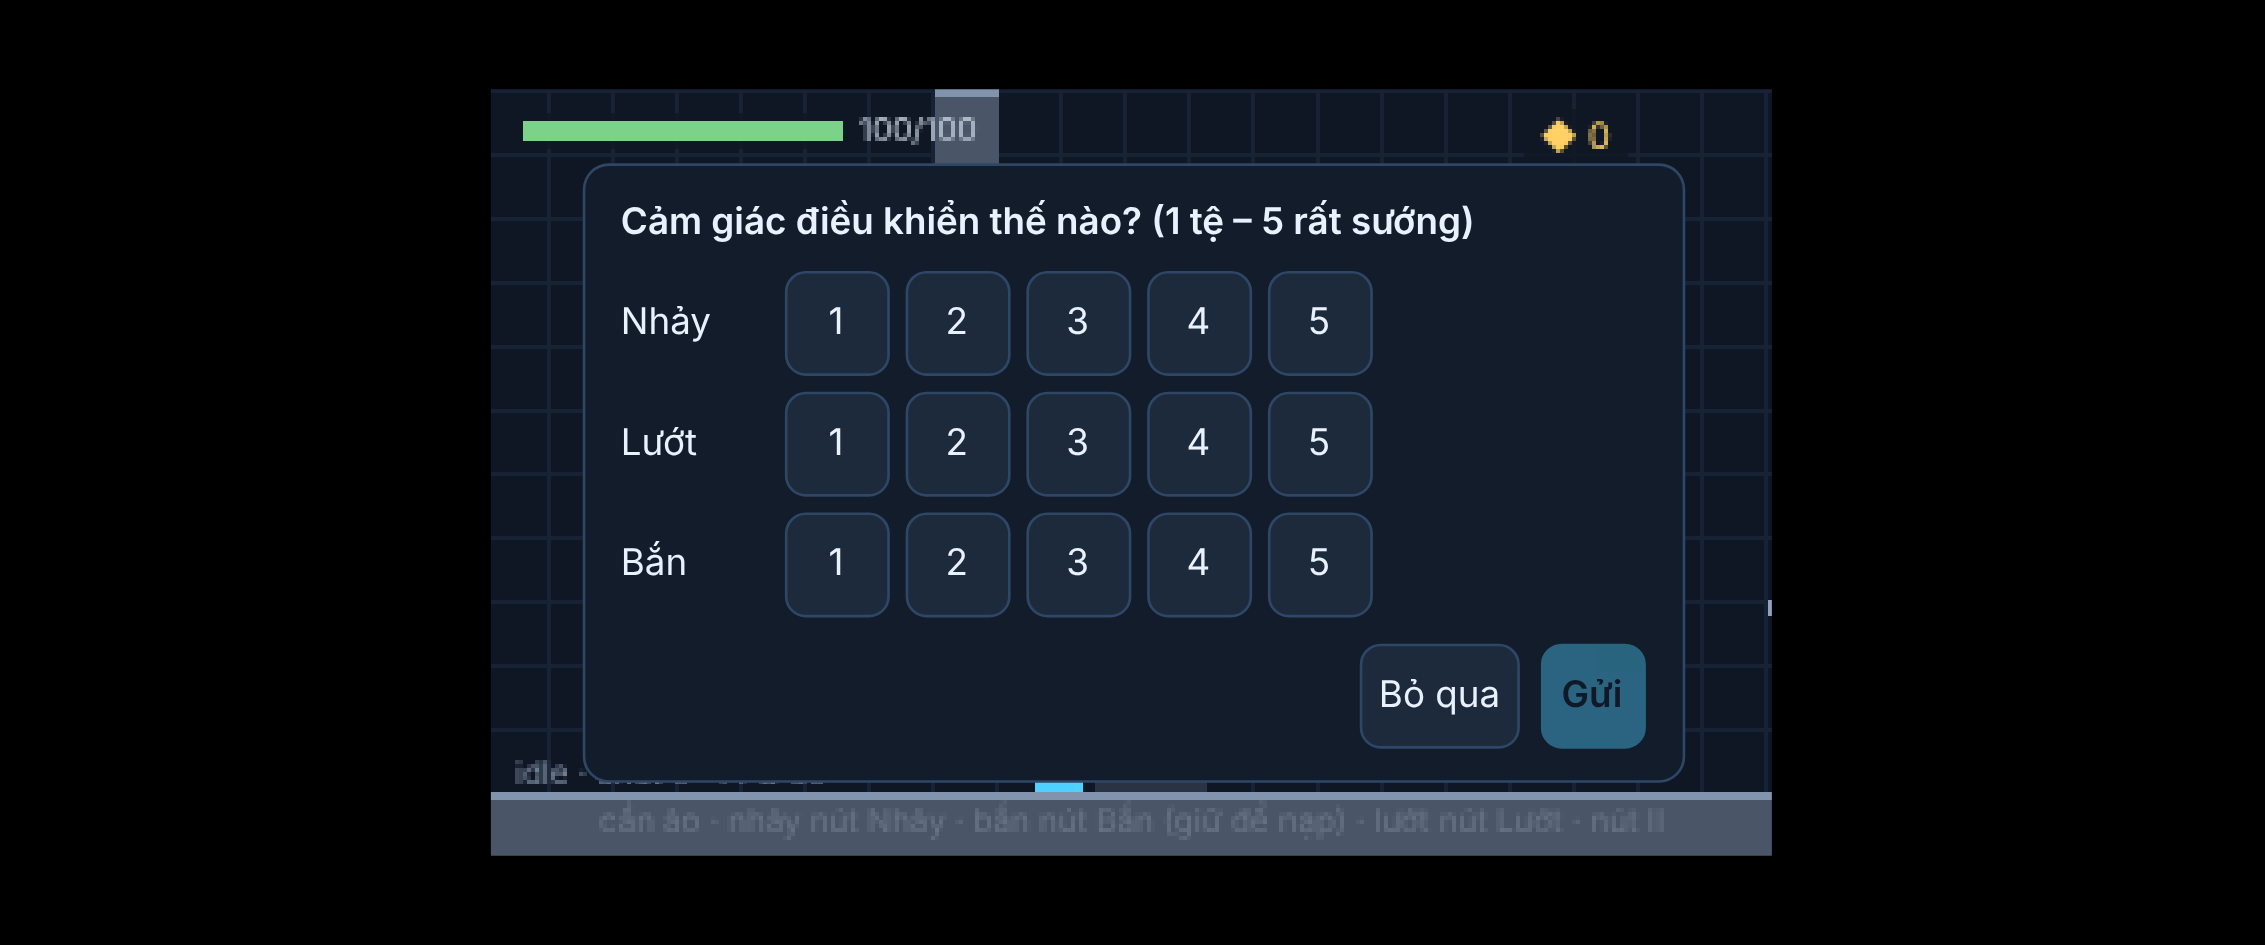 100/100
0
Cảm giác điều khiển thế nào? (1 tệ – 5 rất sướng)
Nhảy 1 2 3 4 5
Lướt 1 2 3 4 5
Bắn 1 2 3 4 5
Bỏ qua Gửi
idle -
cần ảo - nhảy nút Nhảy - bắn nút Bắn (giữ để nạp) - lướt nút Lướt - nút II